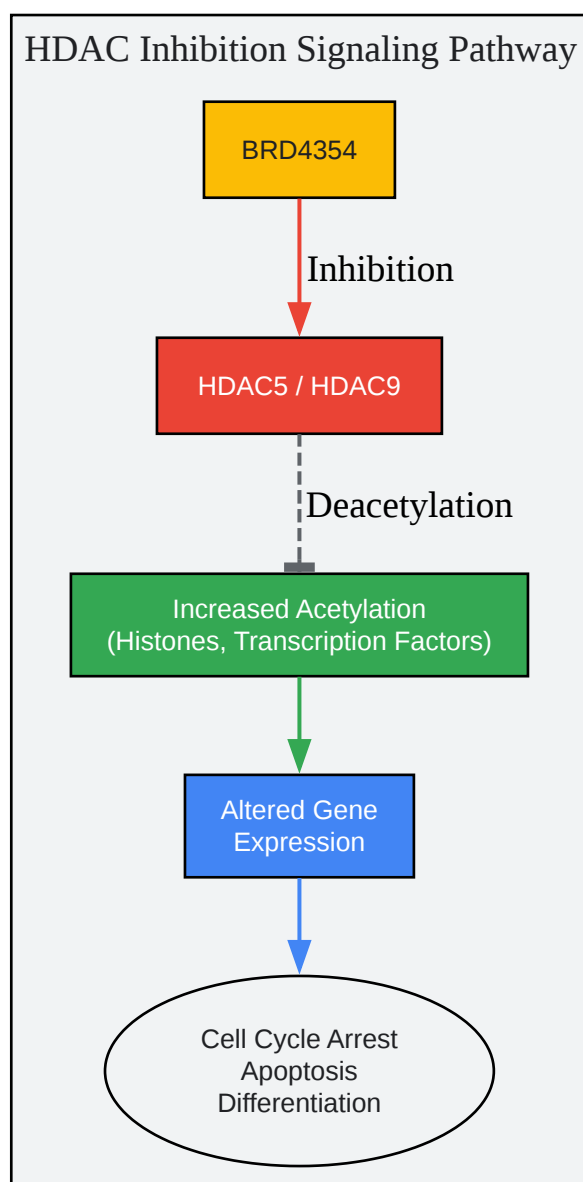 HDAC Inhibition Signaling Pathway
BRD4354
Inhibition
HDAC5 / HDAC9
Deacetylation
Increased Acetylation
(Histones, Transcription Factors)
Altered Gene
Expression
Cell Cycle Arrest
Apoptosis
Differentiation